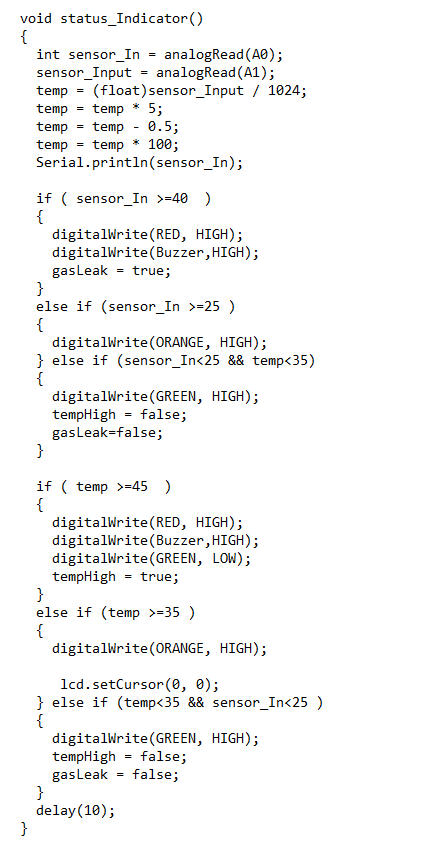 void status_Indicator()
{
  int sensor_In = analogRead(A0);
  sensor_Input = analogRead(A1);
  temp = (float)sensor_Input / 1024;
  temp = temp * 5;
  temp = temp - 0.5;
  temp = temp * 100;
  Serial.println(sensor_In);

  if ( sensor_In >=40  )
  {
    digitalWrite(RED, HIGH);
    digitalWrite(Buzzer,HIGH);
    gasLeak = true;
  }
  else if (sensor_In >=25 )
  {
    digitalWrite(ORANGE, HIGH);
  } else if (sensor_In<25 && temp<35)
  {
    digitalWrite(GREEN, HIGH);
    tempHigh = false;
    gasLeak=false;
  }

  if ( temp >=45  )
  {
    digitalWrite(RED, HIGH);
    digitalWrite(Buzzer,HIGH);
    digitalWrite(GREEN, LOW);
    tempHigh = true;
  }
  else if (temp >=35 )
  {
    digitalWrite(ORANGE, HIGH);

     lcd.setCursor(0, 0);
  } else if (temp<35 && sensor_In<25 )
  {
    digitalWrite(GREEN, HIGH);
    tempHigh = false;
    gasLeak = false;
  }
  delay(10);
}